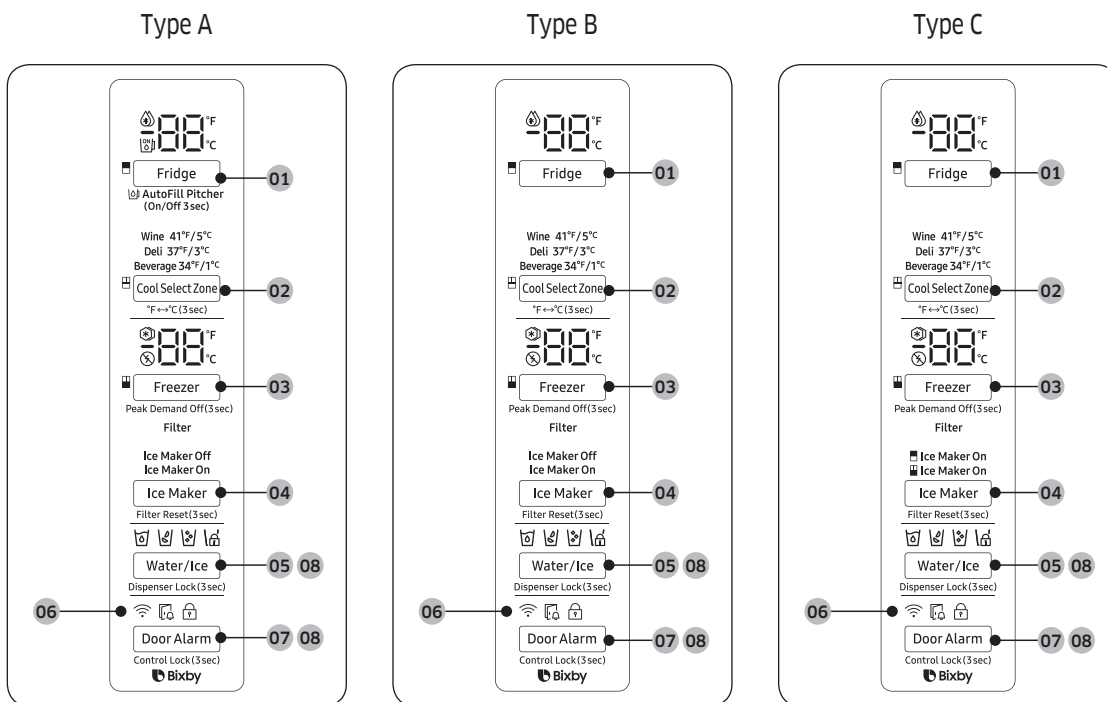 Type A
88 °F
°C
ON
Fridge
01
AutoFill Pitcher
(On/Off 3 sec)
Wine 41°F/5°C
Deli 37°F/3°C
Beverage 34°F/1°C
Cool Select Zone
02
°F↔°C (3 sec)
88 °F
°C
Freezer
03
Peak Demand Off (3 sec)
Filter
Ice Maker Off
Ice Maker On
Ice Maker
04
Filter Reset (3 sec)
Water/Ice
05 08
Dispenser Lock (3 sec)
06
Door Alarm
07 08
Control Lock (3 sec)
Bixby
Type B
88 °F
°C
Fridge
01
Wine 41°F/5°C
Deli 37°F/3°C
Beverage 34°F/1°C
Cool Select Zone
02
°F↔°C (3 sec)
88 °F
°C
Freezer
03
Peak Demand Off (3 sec)
Filter
Ice Maker Off
Ice Maker On
Ice Maker
04
Filter Reset (3 sec)
Water/Ice
05 08
Dispenser Lock (3 sec)
06
Door Alarm
07 08
Control Lock (3 sec)
Bixby
Type C
88 °F
°C
Fridge
01
Wine 41°F/5°C
Deli 37°F/3°C
Beverage 34°F/1°C
Cool Select Zone
02
°F↔°C (3 sec)
88 °F
°C
Freezer
03
Peak Demand Off (3 sec)
Filter
Ice Maker On
Ice Maker On
Ice Maker
04
Filter Reset (3 sec)
Water/Ice
05 08
Dispenser Lock (3 sec)
06
Door Alarm
07 08
Control Lock (3 sec)
Bixby